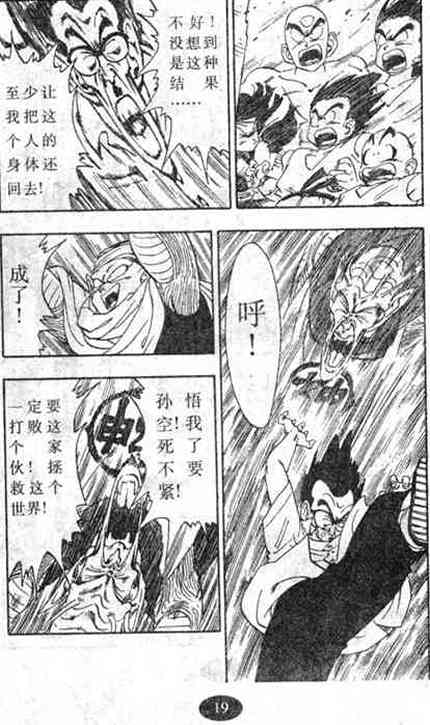 不好！
没想到
是这种
结果
……
至少让
我把这
个人的
身体还
回去！
呼！
成了！
孙悟
空！我
死了
不要
紧！
一定要
打败这
个家
伙！拯
救这个
世界！
19